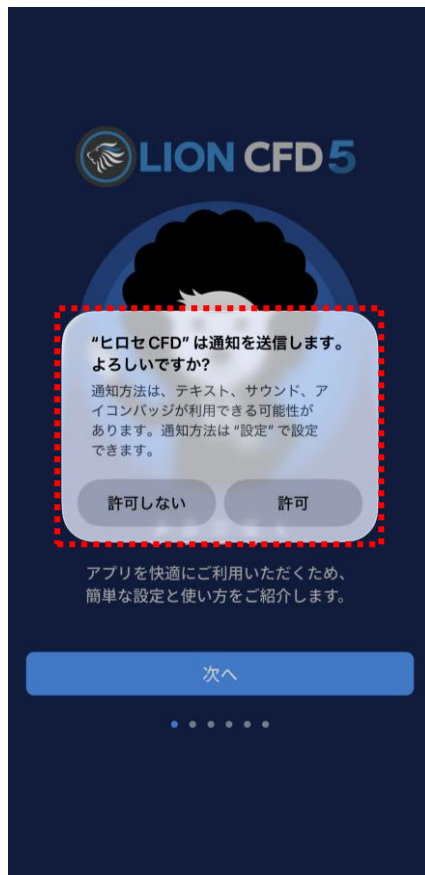 LION CFD 5
“ヒロセCFD” は通知を送信します。
よろしいですか?
通知方法は、テキスト、サウンド、ア
イコンバッジが利用できる可能性が
あります。通知方法は “設定” で設定
できます。
許可しない
許可
アプリを快適にご利用いただくため、
簡単な設定と使い方をご紹介します。
次へ